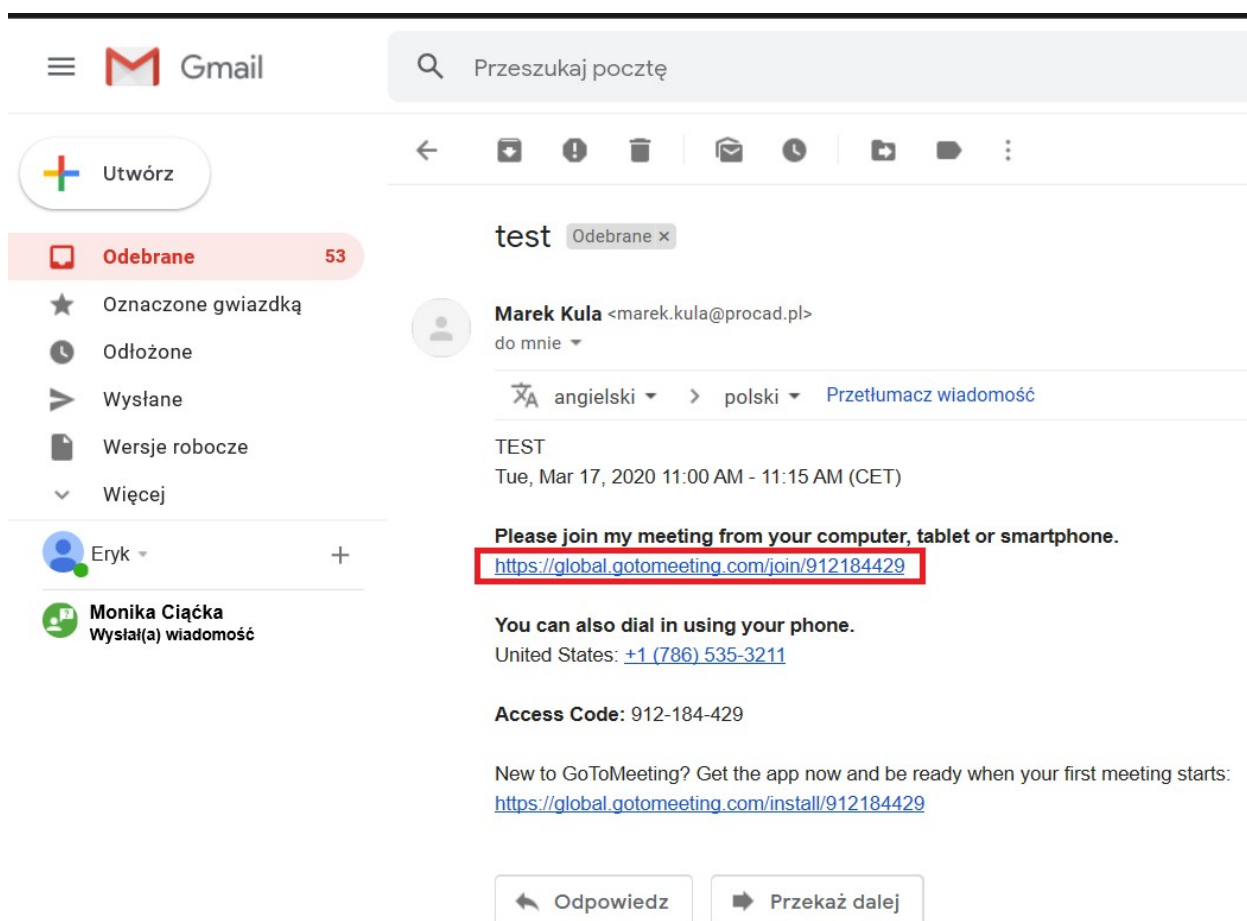 Gmail
Przeszukaj pocztę
Utwórz
Odebrane 53
Oznaczone gwiazdką
Odłożone
Wysłane
Wersje robocze
Więcej
Eryk
Monika Ciąćka
Wysłał(a) wiadomość
test Odebrane ×
Marek Kula <marek.kula@procad.pl>
do mnie
angielski > polski Przetłumacz wiadomość
TEST
Tue, Mar 17, 2020 11:00 AM - 11:15 AM (CET)
Please join my meeting from your computer, tablet or smartphone.
https://global.gotomeeting.com/join/912184429
You can also dial in using your phone.
United States: +1 (786) 535-3211
Access Code: 912-184-429
New to GoToMeeting? Get the app now and be ready when your first meeting starts:
https://global.gotomeeting.com/install/912184429
Odpowiedz
Przekaż dalej